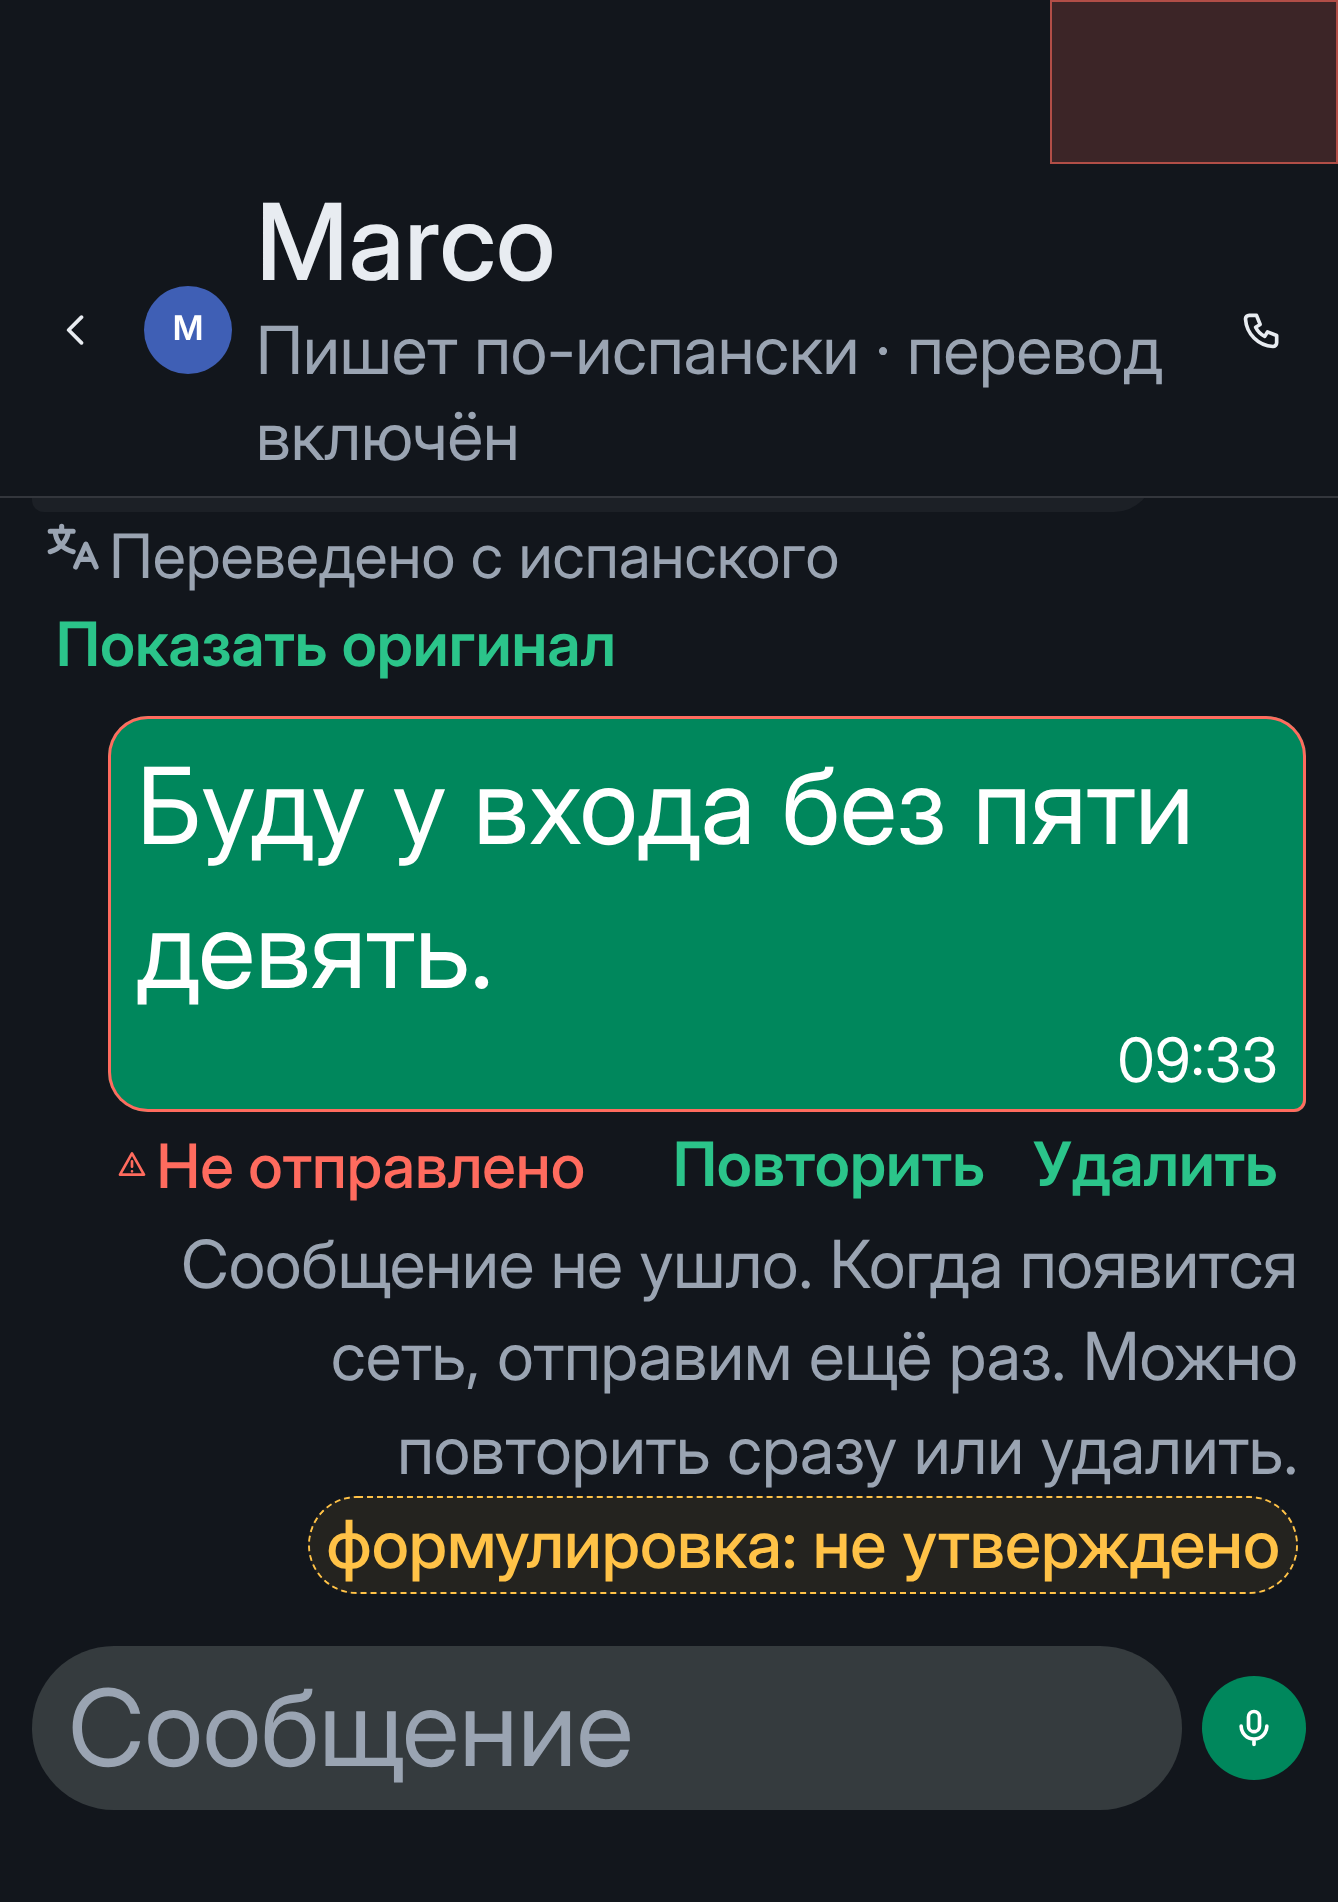 Marco
M
Пишет по-испански · перевод
включён
Переведено с испанского
Показать оригинал
Буду у входа без пяти
девять.
09:33
Не отправлено Повторить Удалить
Сообщение не ушло. Когда появится
сеть, отправим ещё раз. Можно
повторить сразу или удалить.
формулировка: не утверждено
Сообщение